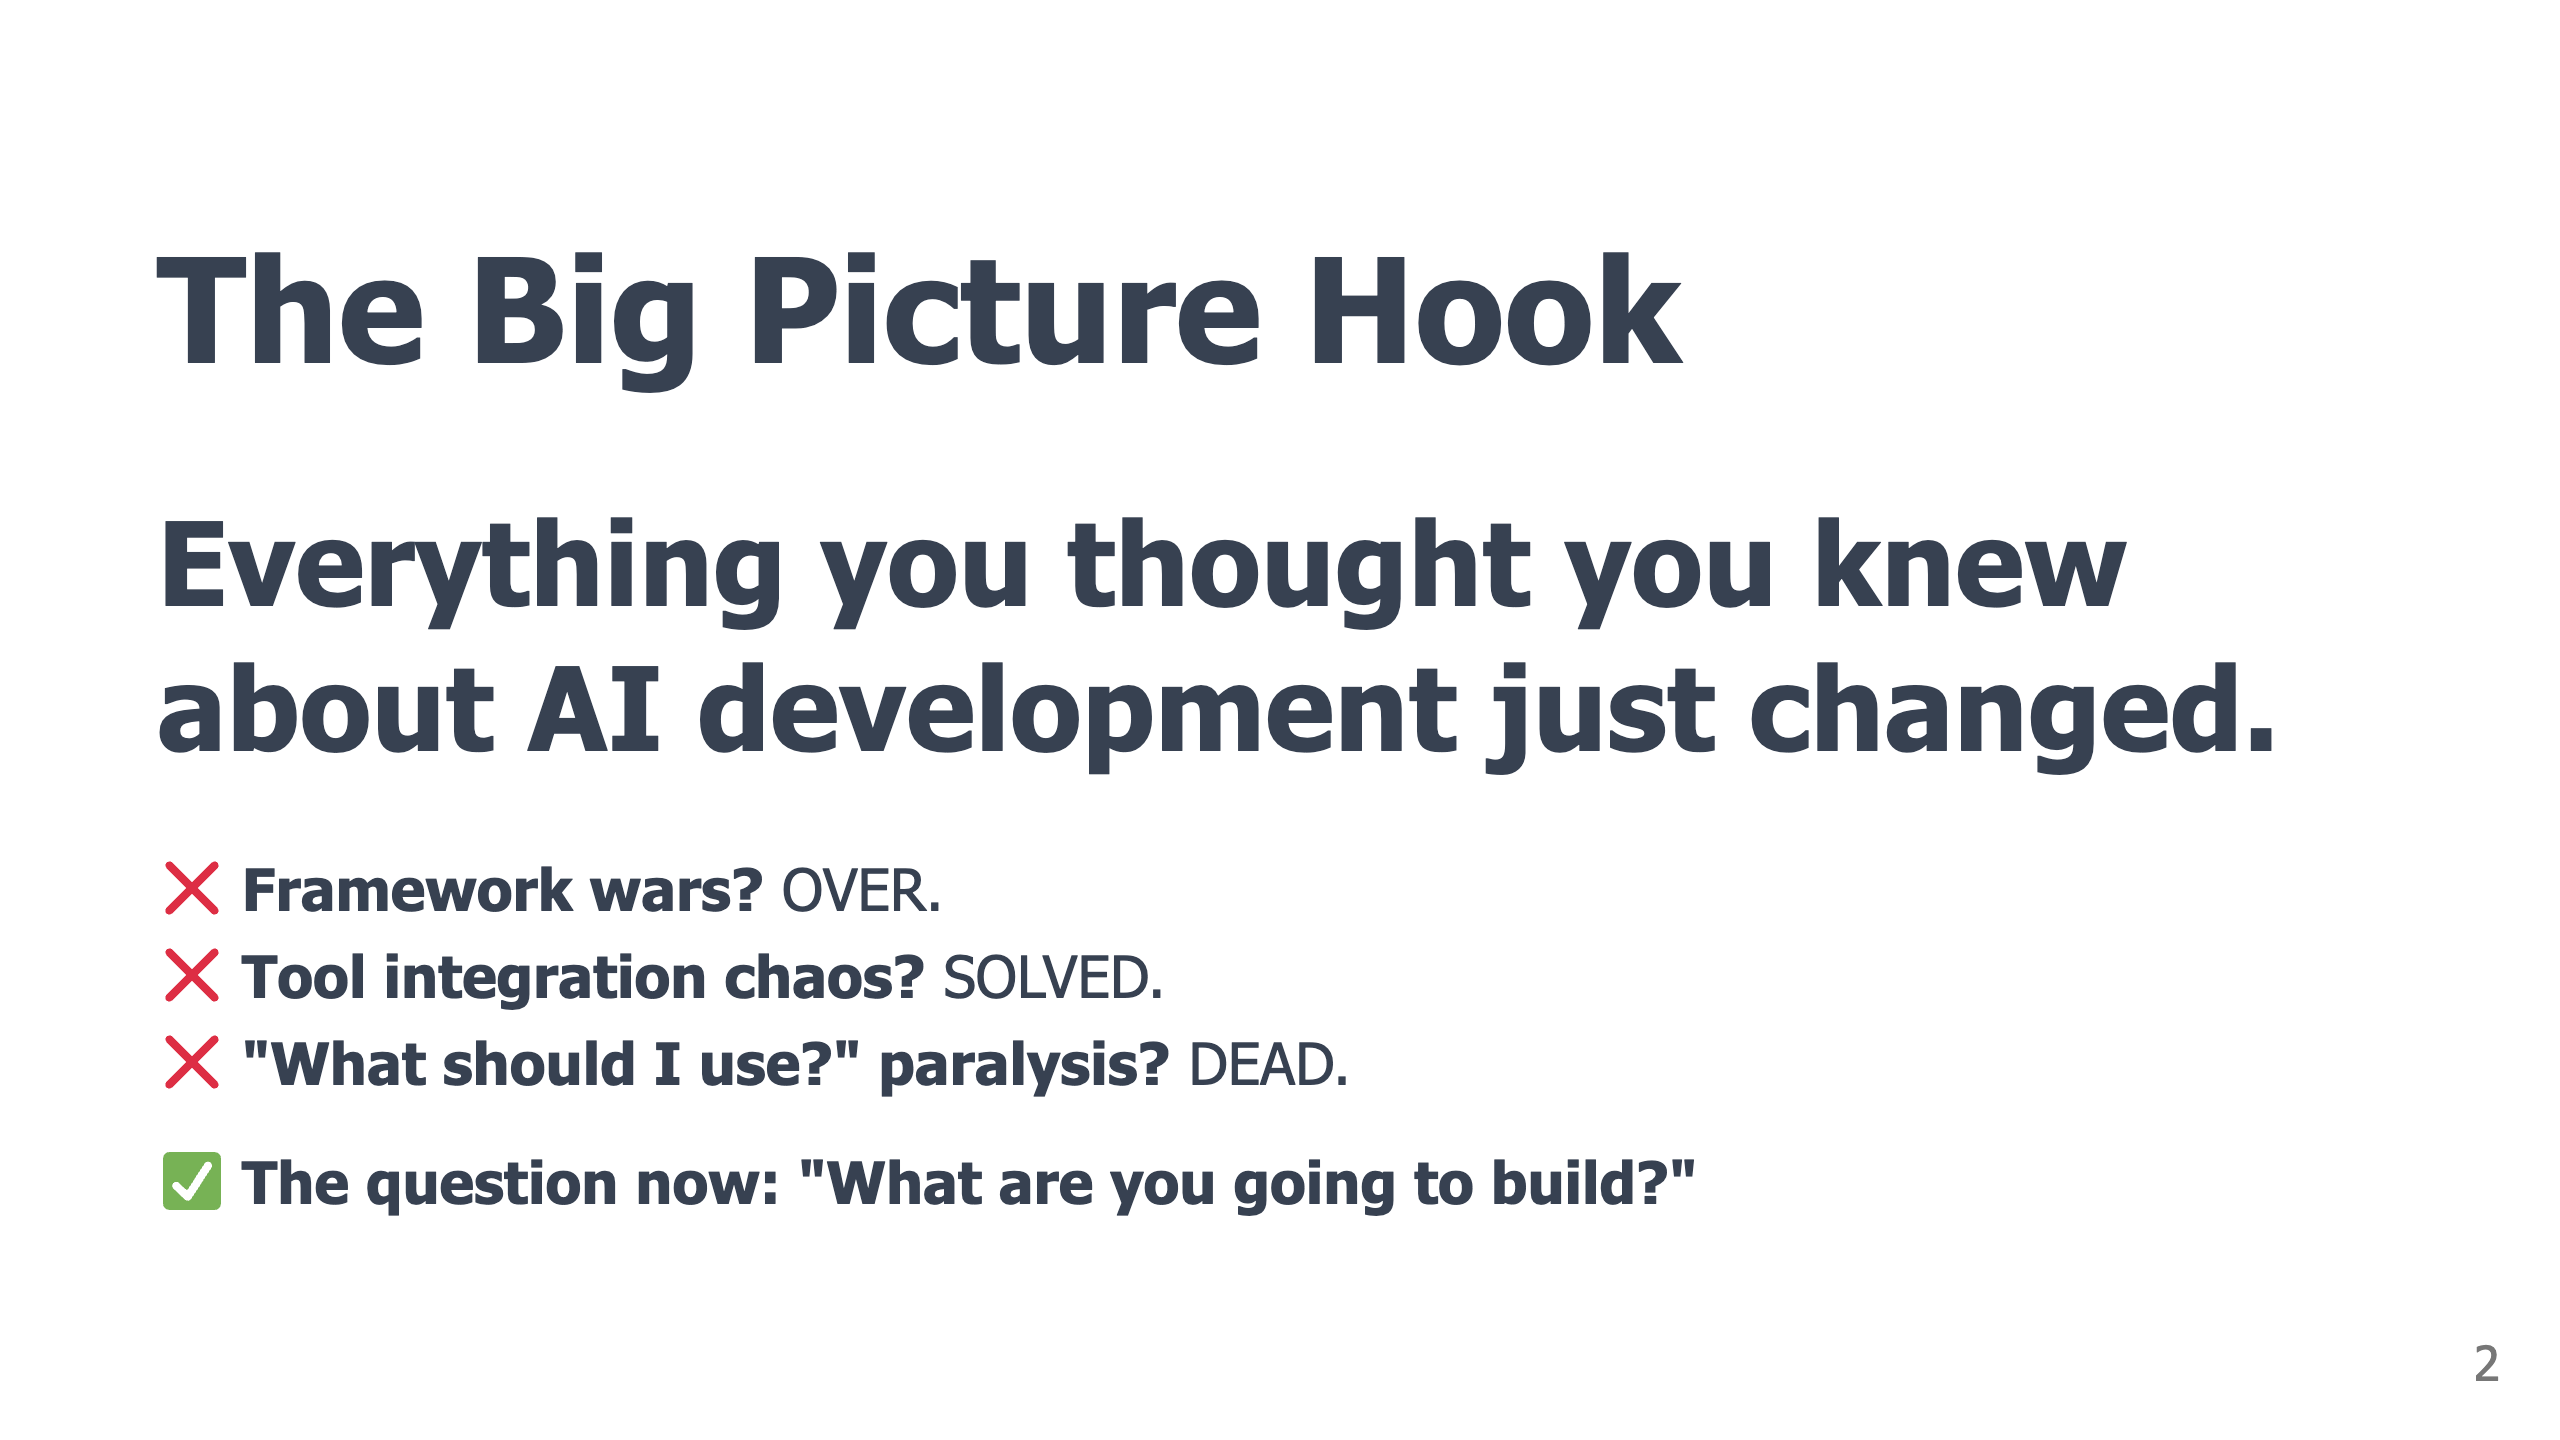 The Big Picture Hook
Everything you thought you knew
about AI development just changed.
❌ Framework wars? OVER.
❌ Tool integration chaos? SOLVED.
❌ "What should I use?" paralysis? DEAD.
✅ The question now: "What are you going to build?"
2